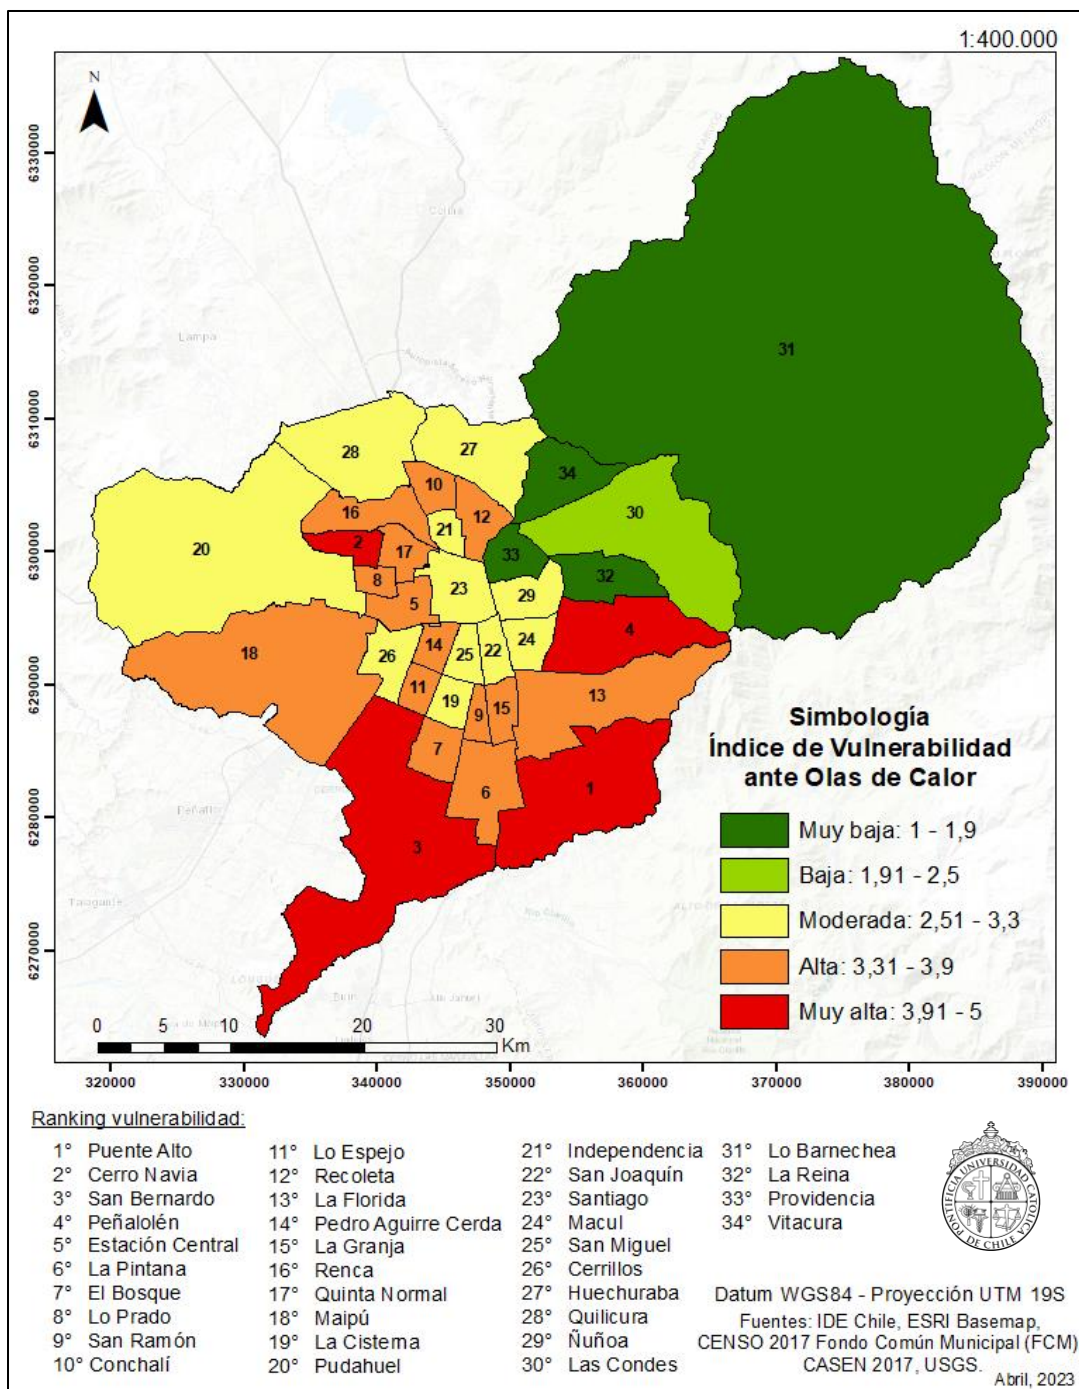 1:400.000
N
6330000
6320000
6310000
6300000
6290000
6280000
6270000
Colina
Lampa
31
28
27
34
10
30
16
12
20
21
2
17
33
32
8
23
29
5
4
18
26
14
25
22
24
13
11
19
9
15
7
6
1
3
Peñaflor
Talagante
Buin
Simbología
Índice de Vulnerabilidad
ante Olas de Calor
Muy baja: 1 - 1,9
Baja: 1,91 - 2,5
Moderada: 2,51 - 3,3
Alta: 3,31 - 3,9
Muy alta: 3,91 - 5
0 5 10 20 30
Km
320000 330000 340000 350000 360000 370000 380000 390000
Ranking vulnerabilidad:
1° Puente Alto
2° Cerro Navia
3° San Bernardo
4° Peñalolén
5° Estación Central
6° La Pintana
7° El Bosque
8° Lo Prado
9° San Ramón
10° Conchalí
11° Lo Espejo
12° Recoleta
13° La Florida
14° Pedro Aguirre Cerda
15° La Granja
16° Renca
17° Quinta Normal
18° Maipú
19° La Cisterna
20° Pudahuel
21° Independencia
22° San Joaquín
23° Santiago
24° Macul
25° San Miguel
26° Cerrillos
27° Huechuraba
28° Quilicura
29° Ñuñoa
30° Las Condes
31° Lo Barnechea
32° La Reina
33° Providencia
34° Vitacura
PONTIFICIA UNIVERSIDAD CATOLICA DE CHILE
Datum WGS84 - Proyección UTM 19S
Fuentes: IDE Chile, ESRI Basemap,
CENSO 2017 Fondo Común Municipal (FCM)
CASEN 2017, USGS.
Abril, 2023